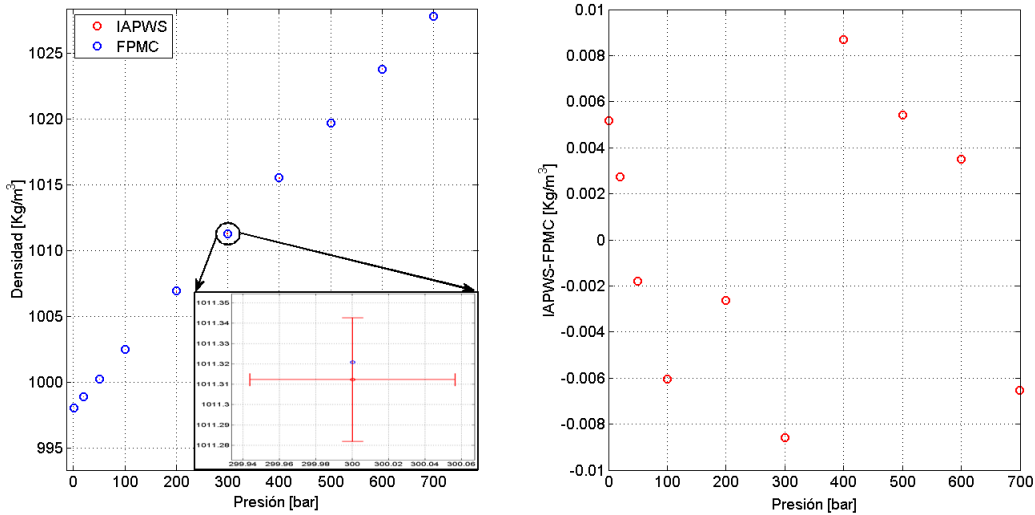 IAPWS
FPMC
Densidad [Kg/m³]
1025
1020
1015
1010
1005
1000
995
0 100 200 300 400 500 600 700
Presión [bar]
1011.35
1011.34
1011.33
1011.32
1011.31
1011.3
1011.29
1011.28
299.94 299.96 299.98 300 300.02 300.04 300.06
IAPWS-FPMC [Kg/m³]
0.01
0.008
0.006
0.004
0.002
0
-0.002
-0.004
-0.006
-0.008
-0.01
0 100 200 300 400 500 600 700
Presión [bar]